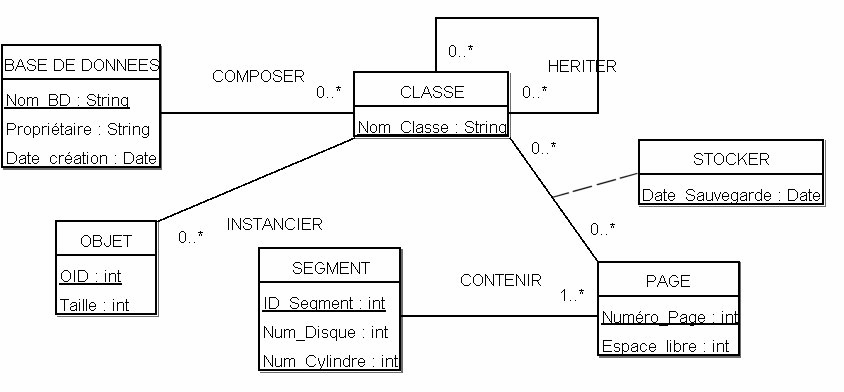 0..*
HERITER
BASE DE DONNEES
COMPOSER
0..*
CLASSE
0..*
Nom_BD : String
Propriétaire : String
Date_création : Date
Nom_Classe : String
0..*
STOCKER
Date_Sauvegarde : Date
0..*
INSTANCIER
0..*
OBJET
OID : int
Taille : int
SEGMENT
ID_Segment : int
Num_Disque : int
Num_Cylindre : int
CONTENIR
1..*
PAGE
Numéro_Page : int
Espace_libre : int